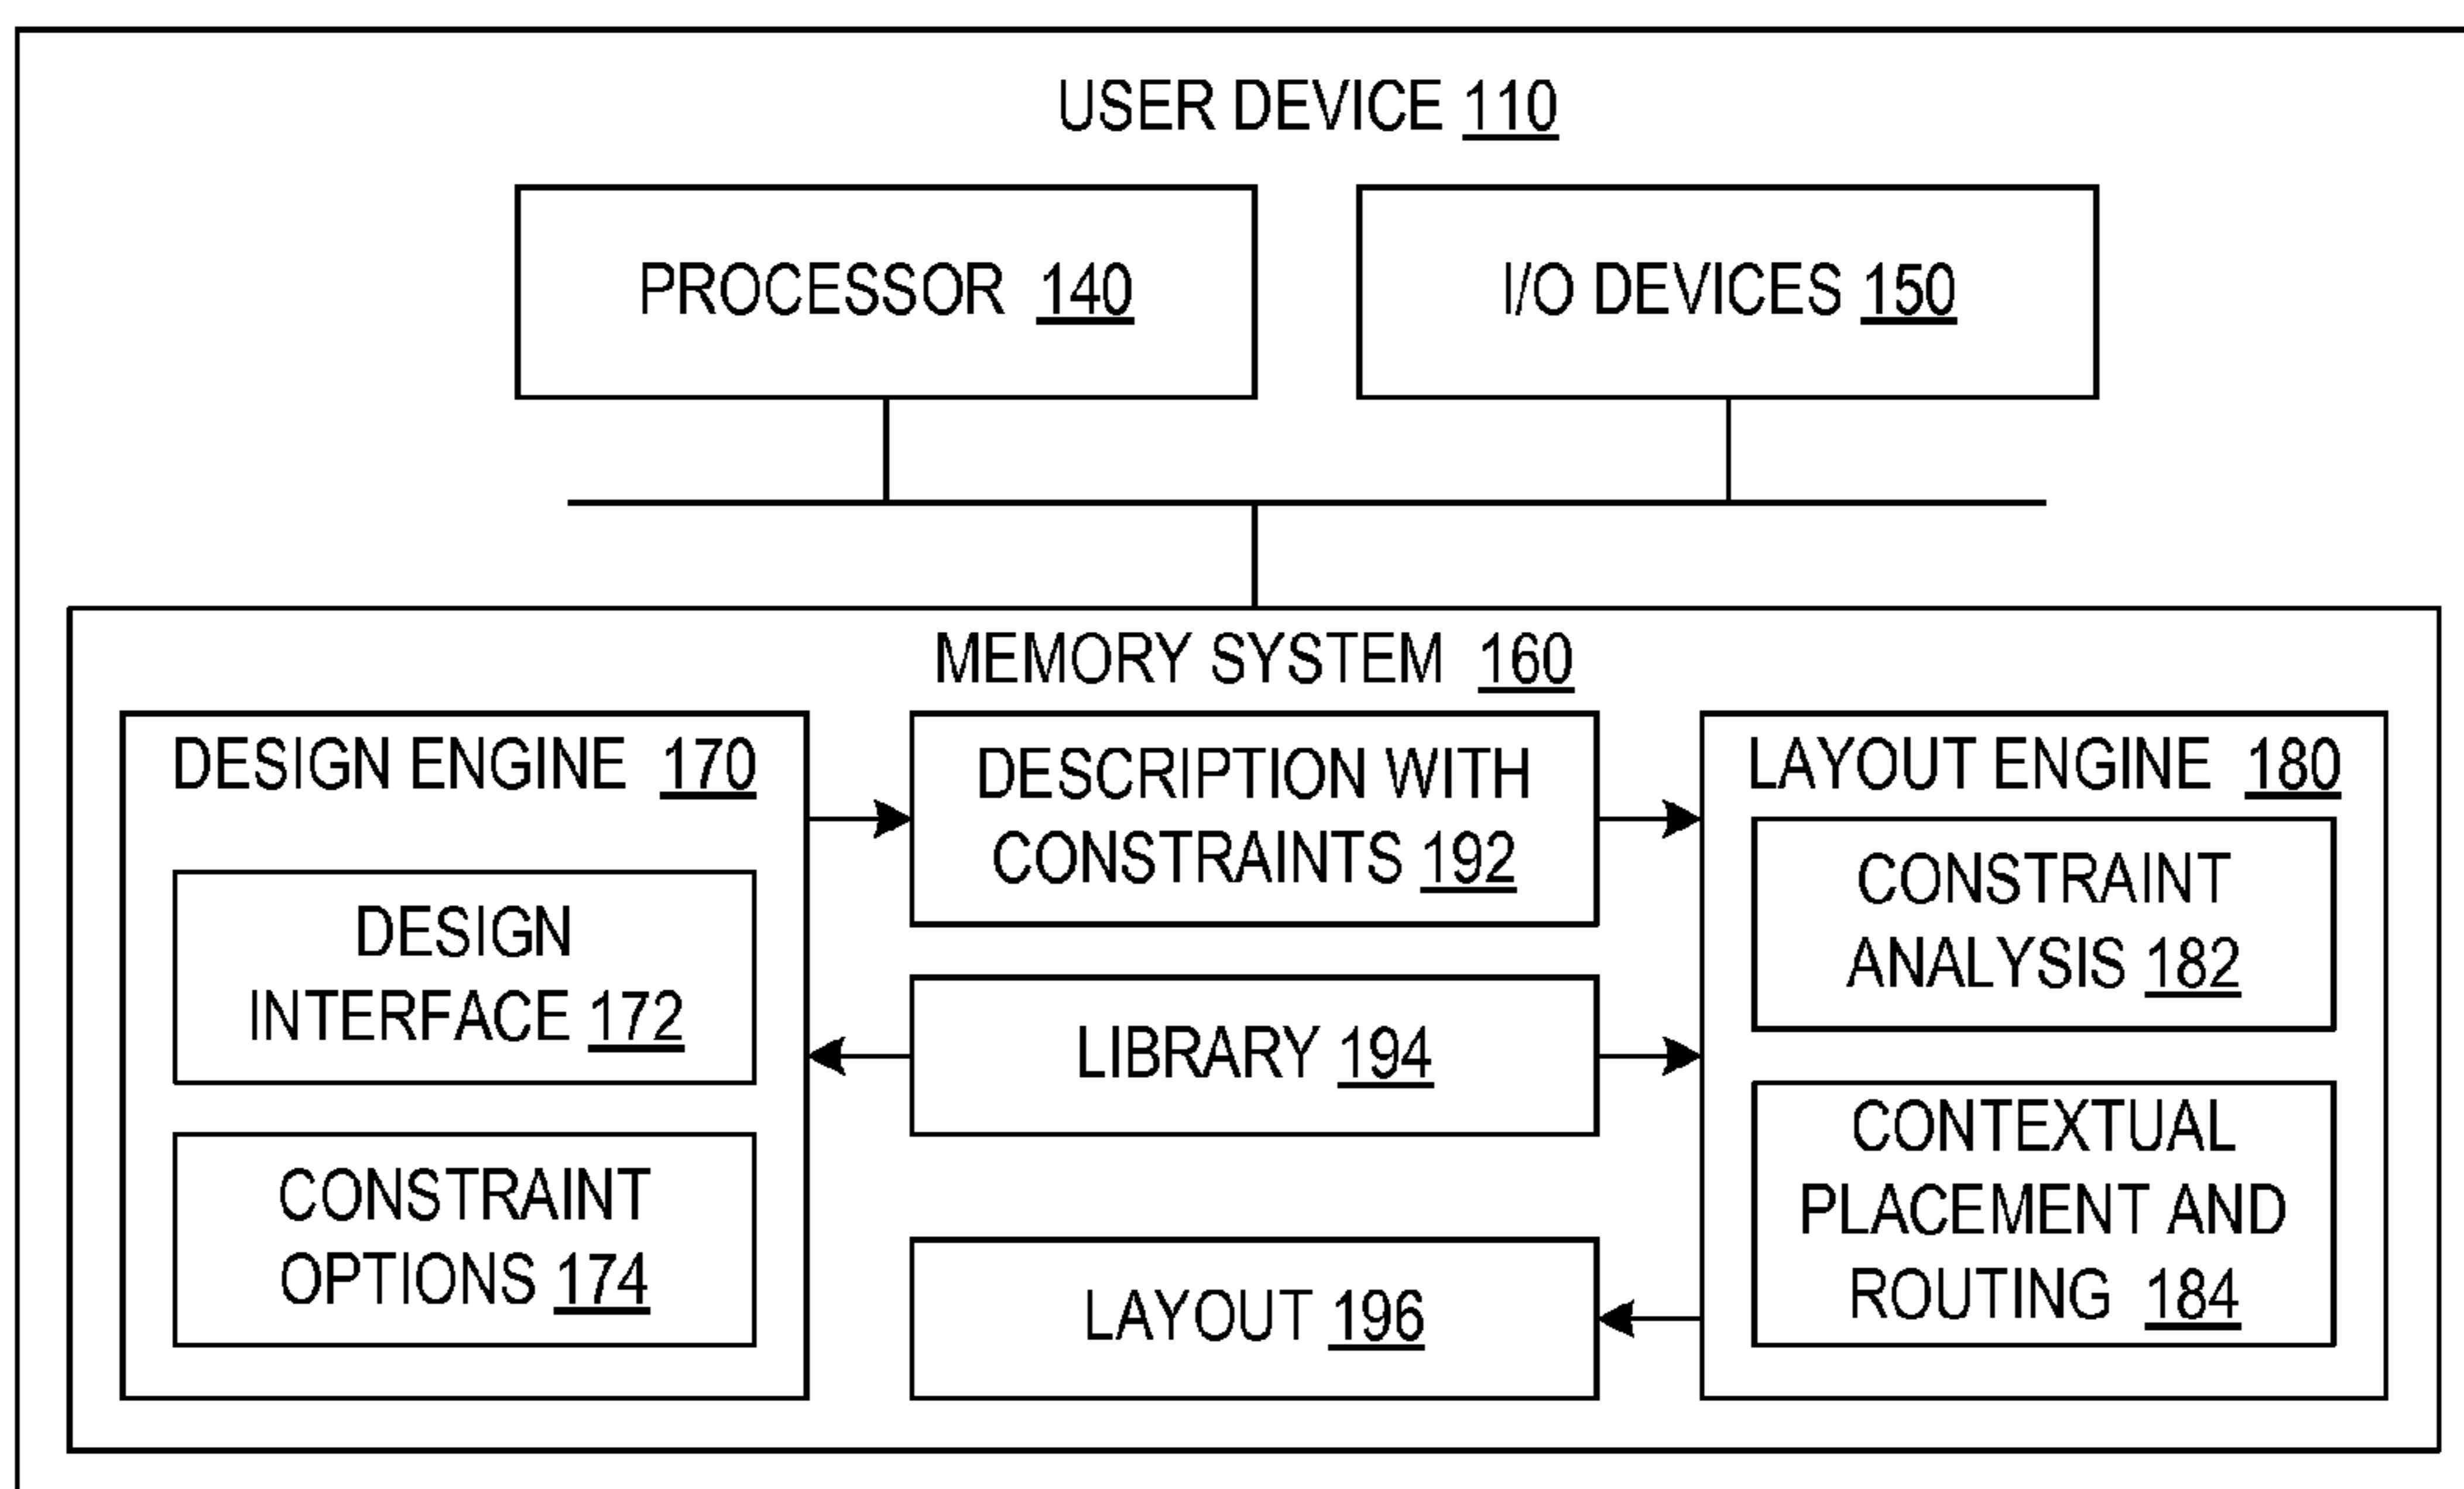 USER DEVICE 110
PROCESSOR 140
I/O DEVICES 150
MEMORY SYSTEM 160
DESIGN ENGINE 170
DESIGN
INTERFACE 172
CONSTRAINT
OPTIONS 174
DESCRIPTION WITH
CONSTRAINTS 192
LIBRARY 194
LAYOUT 196
LAYOUT ENGINE 180
CONSTRAINT
ANALYSIS 182
CONTEXTUAL
PLACEMENT AND
ROUTING 184